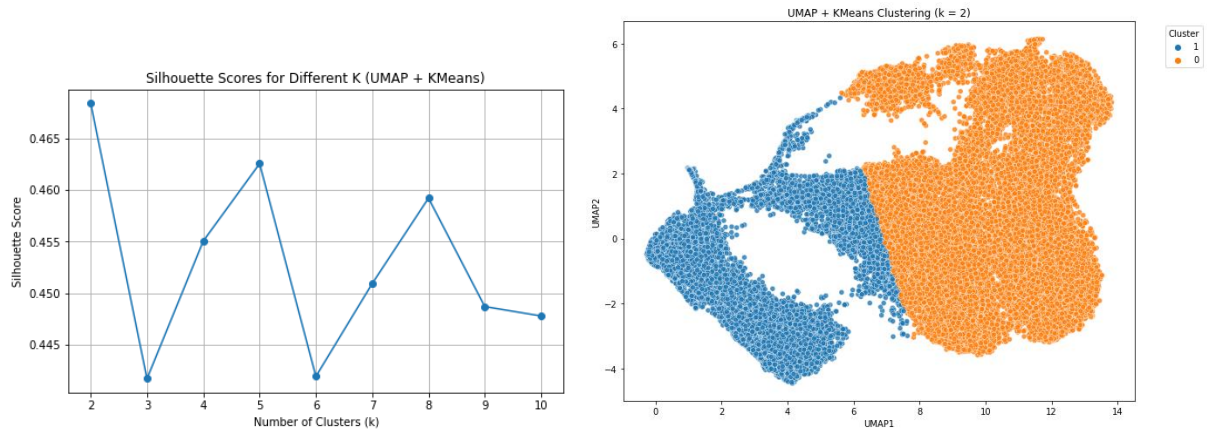 Silhouette Scores for Different K (UMAP + KMeans)
Silhouette Score
0.465
0.460
0.455
0.450
0.445
2 3 4 5 6 7 8 9 10
Number of Clusters (k)
UMAP + KMeans Clustering (k = 2)
Cluster
1
0
UMAP2
6
4
2
0
−2
−4
0 2 4 6 8 10 12 14
UMAP1